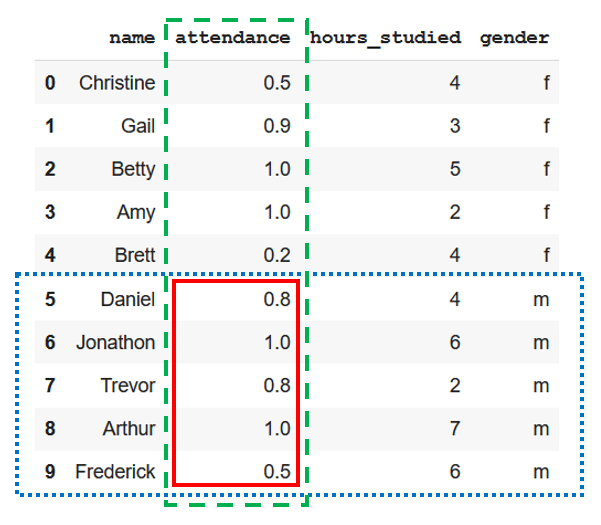 name attendance hours_studied gender
0 Christine 0.5 4 f
1 Gail 0.9 3 f
2 Betty 1.0 5 f
3 Amy 1.0 2 f
4 Brett 0.2 4 f
5 Daniel 0.8 4 m
6 Jonathon 1.0 6 m
7 Trevor 0.8 2 m
8 Arthur 1.0 7 m
9 Frederick 0.5 6 m